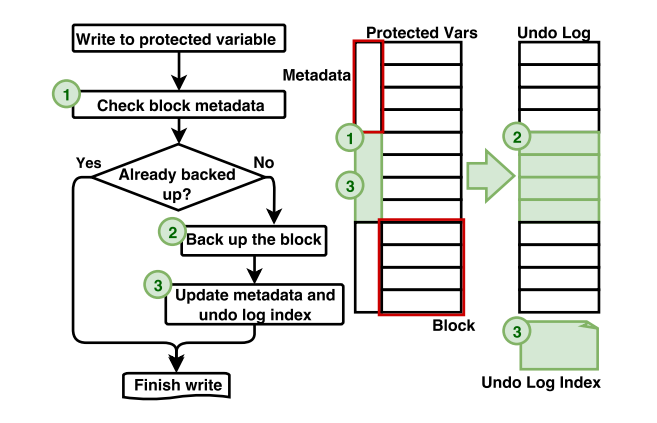 Write to protected variable
1
Check block metadata
Yes
No
Already backed
up?
2
Back up the block
3
Update metadata and
undo log index
Finish write
Protected Vars
Undo Log
Metadata
1
2
3
Block
3
Undo Log Index